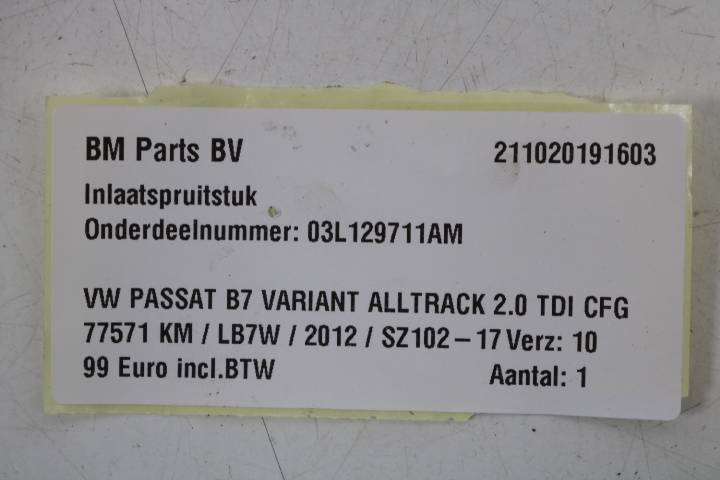 BM Parts BV 211020191603
Inlaatspruitstuk
Onderdeelnummer: 03L129711AM
VW PASSAT B7 VARIANT ALLTRACK 2.0 TDI CFG
77571 KM / LB7W / 2012 / SZ102-17 Verz: 10
99 Euro incl.BTW Aantal: 1